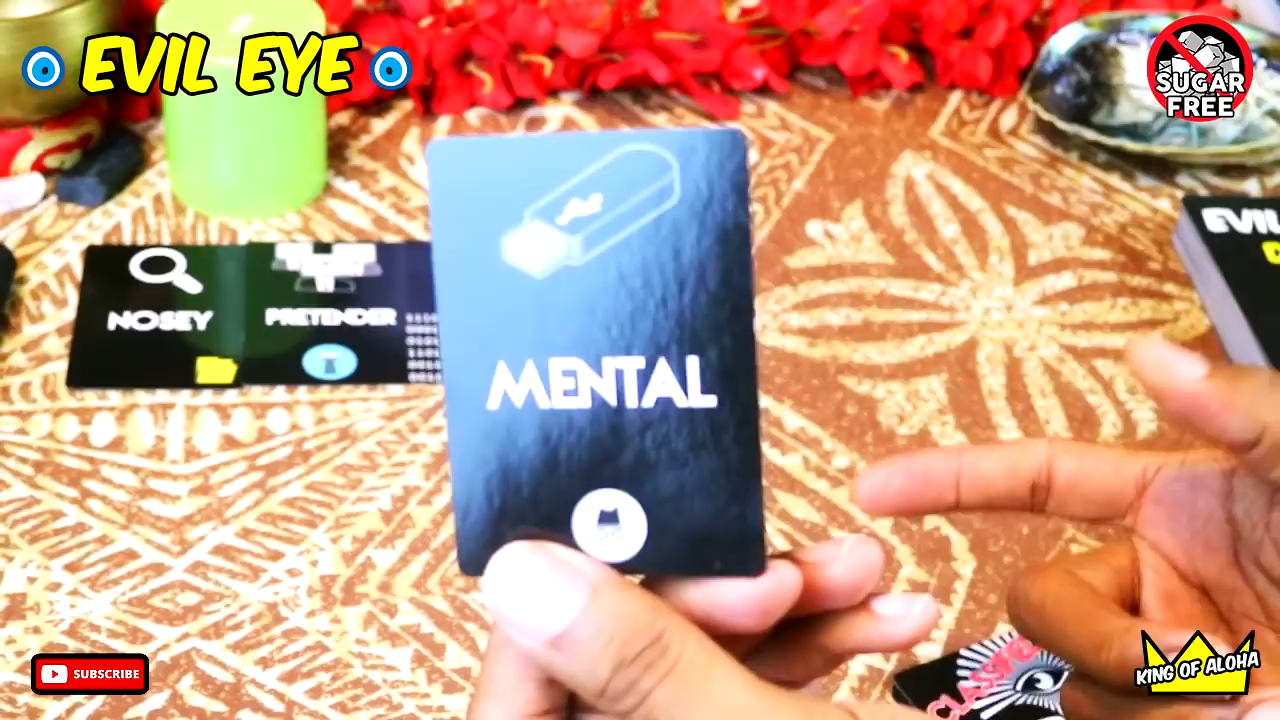 EVIL EYE
SUGAR
FREE
EVIL
NOSEY
PRETENDER
MENTAL
SUBSCRIBE
KING OF ALOHA